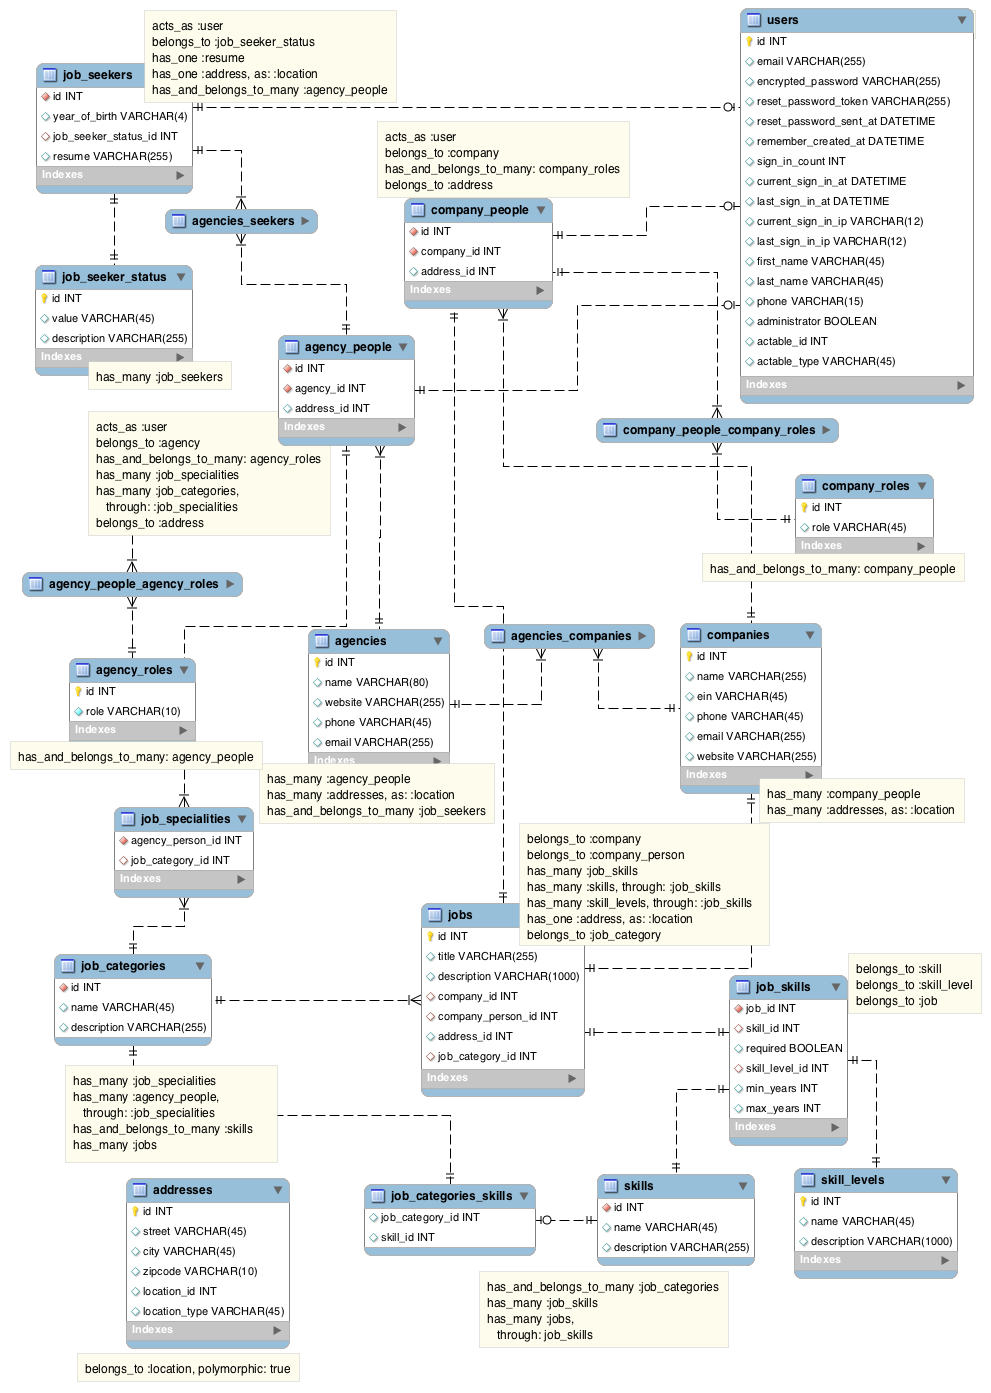 acts_as :user
belongs_to :job_seeker_status
has_one :resume
has_one :address, as: :location
has_and_belongs_to_many :agency_people
job_seekers
id INT
year_of_birth VARCHAR(4)
job_seeker_status_id INT
resume VARCHAR(255)
Indexes
users
id INT
email VARCHAR(255)
encrypted_password VARCHAR(255)
reset_password_token VARCHAR(255)
reset_password_sent_at DATETIME
remember_created_at DATETIME
sign_in_count INT
current_sign_in_at DATETIME
last_sign_in_at DATETIME
current_sign_in_ip VARCHAR(12)
last_sign_in_ip VARCHAR(12)
first_name VARCHAR(45)
last_name VARCHAR(45)
phone VARCHAR(15)
administrator BOOLEAN
actable_id INT
actable_type VARCHAR(45)
Indexes
acts_as :user
belongs_to :company
has_and_belongs_to_many: company_roles
belongs_to :address
company_people
id INT
company_id INT
address_id INT
Indexes
agencies_seekers
job_seeker_status
id INT
value VARCHAR(45)
description VARCHAR(255)
Indexes
has_many :job_seekers
agency_people
id INT
agency_id INT
address_id INT
Indexes
acts_as :user
belongs_to :agency
has_and_belongs_to_many: agency_roles
has_many :job_specialities
has_many :job_categories,
through: :job_specialities
belongs_to :address
company_people_company_roles
company_roles
id INT
role VARCHAR(45)
Indexes
has_and_belongs_to_many: company_people
agency_people_agency_roles
agency_roles
id INT
role VARCHAR(10)
Indexes
has_and_belongs_to_many: agency_people
agencies
id INT
name VARCHAR(80)
website VARCHAR(255)
phone VARCHAR(45)
email VARCHAR(255)
Indexes
has_many :agency_people
has_many :addresses, as: :location
has_and_belongs_to_many :job_seekers
agencies_companies
companies
id INT
name VARCHAR(255)
ein VARCHAR(45)
phone VARCHAR(45)
email VARCHAR(255)
website VARCHAR(255)
Indexes
has_many :company_people
has_many :addresses, as: :location
job_specialities
agency_person_id INT
job_category_id INT
Indexes
belongs_to :company
belongs_to :company_person
has_many :job_skills
has_many :skills, through: :job_skills
has_many :skill_levels, through: :job_skills
has_one :address, as: :location
belongs_to :job_category
jobs
id INT
title VARCHAR(255)
description VARCHAR(1000)
company_id INT
company_person_id INT
address_id INT
job_category_id INT
Indexes
job_categories
id INT
name VARCHAR(45)
description VARCHAR(255)
has_many :job_specialities
has_many :agency_people,
through: :job_specialities
has_and_belongs_to_many :skills
has_many :jobs
belongs_to :skill
belongs_to :skill_level
belongs_to :job
job_skills
job_id INT
skill_id INT
required BOOLEAN
skill_level_id INT
min_years INT
max_years INT
Indexes
addresses
id INT
street VARCHAR(45)
city VARCHAR(45)
zipcode VARCHAR(10)
location_id INT
location_type VARCHAR(45)
Indexes
belongs_to :location, polymorphic: true
job_categories_skills
job_category_id INT
skill_id INT
skills
id INT
name VARCHAR(45)
description VARCHAR(255)
has_and_belongs_to_many :job_categories
has_many :job_skills
has_many :jobs,
through: job_skills
skill_levels
id INT
name VARCHAR(45)
description VARCHAR(1000)
Indexes